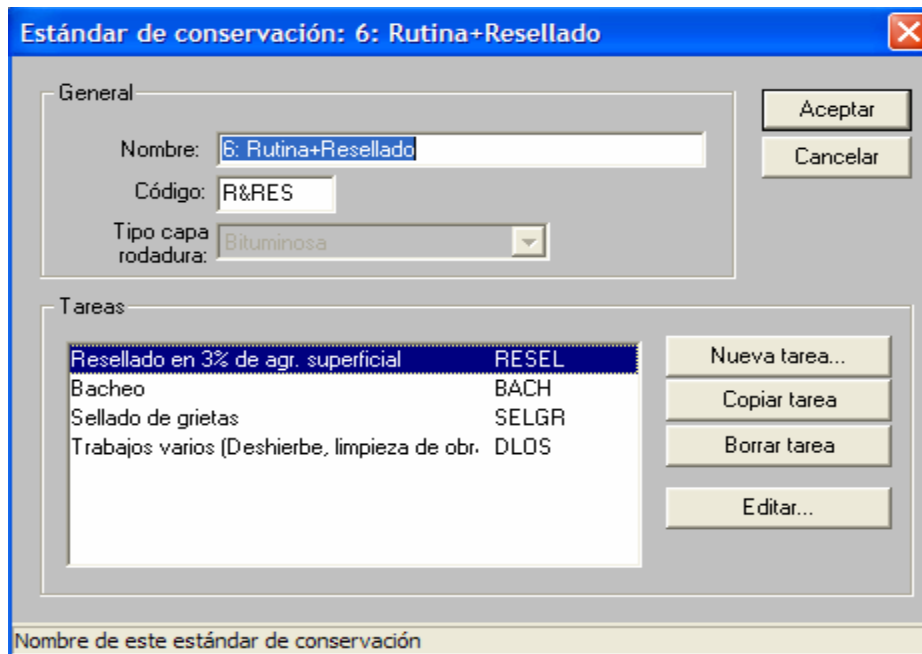 Estándar de conservación: 6: Rutina+Resellado
General
Nombre: 6: Rutina+Resellado
Código: R&RES
Tipo capa
rodadura: Bituminosa
Aceptar
Cancelar
Tareas
Resellado en 3% de agr. superficial RESEL
Bacheo BACH
Sellado de grietas SELGR
Trabajos varios (Deshierbe, limpieza de obr. DLOS
Nueva tarea...
Copiar tarea
Borrar tarea
Editar...
Nombre de este estándar de conservación